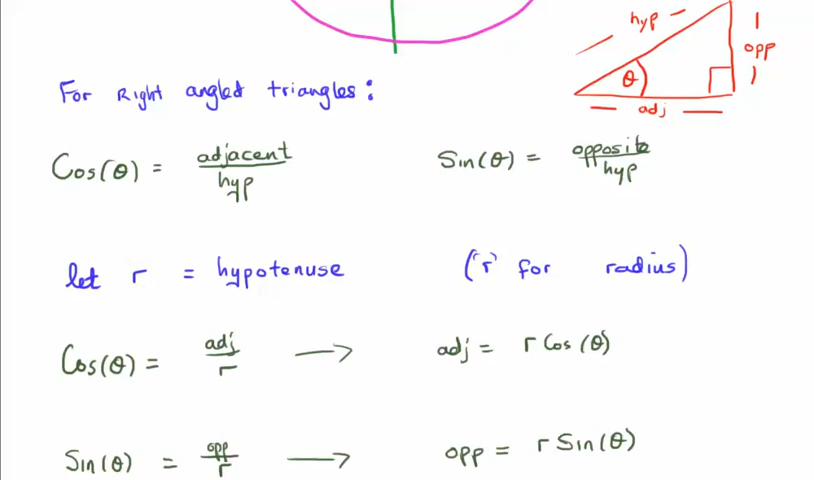 hyp
opp
θ
adj
For Right angled triangles:
Cos(θ) = adjacent/hyp
Sin(θ) = opposite/hyp
let r = hypotenuse ('r' for radius)
Cos(θ) = adj/r → adj = r Cos(θ)
Sin(θ) = opp/r → opp = r Sin(θ)